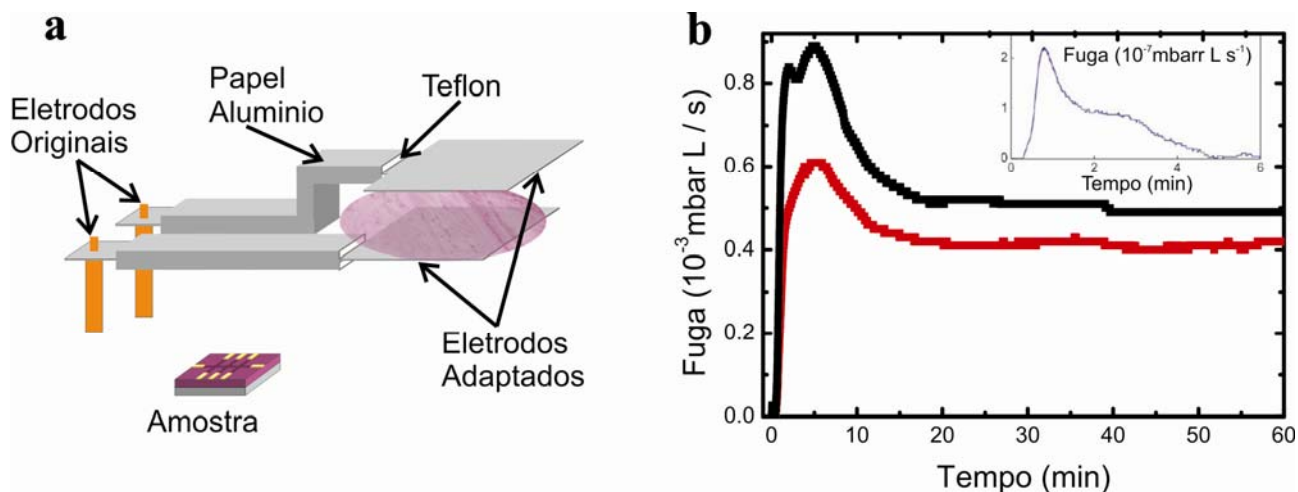 a
Eletrodos
Originais
Papel
Aluminio
Teflon
Eletrodos
Adaptados
Amostra
b
Fuga (10⁻³mbar L / s)
0.8
0.6
0.4
0.2
0.0
0 10 20 30 40 50 60
Tempo (min)
Fuga (10⁻⁷mbarr L s⁻¹)
2
1
0
0 2 4 6
Tempo (min)